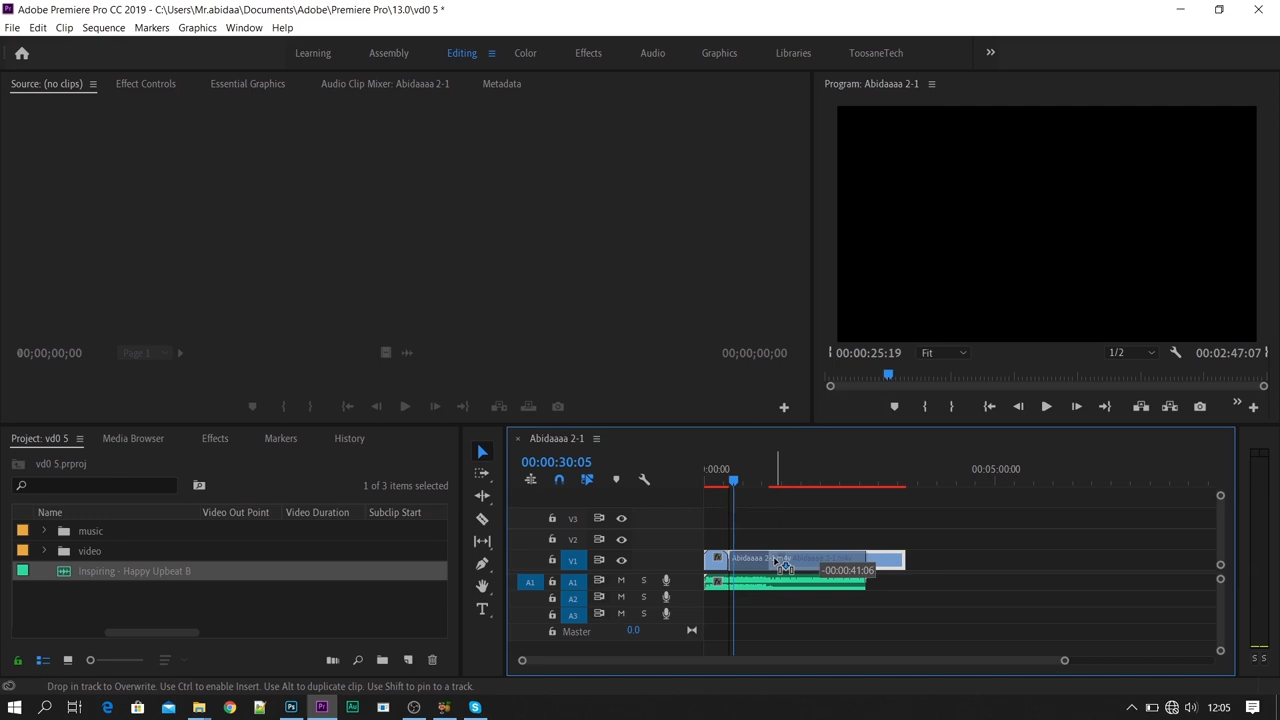 Adobe Premiere Pro CC 2019 - C:\Users\Mr.abidaa\Documents\Adobe\Premiere Pro\13.0\vd0 5 *
File Edit Clip Sequence Markers Graphics Window Help
Learning Assembly Editing Color Effects Audio Graphics Libraries ToosaneTech
Source: (no clips) Effect Controls Essential Graphics Audio Clip Mixer: Abidaaaa 2-1 Metadata
Program: Abidaaaa 2-1
00;00;00;00 Page 1 00;00;00;00
00:00:25:19 Fit 1/2 00:02:47:07
Project: vd0 5 Media Browser Effects Markers History
Abidaaaa 2-1
vd0 5.prproj
00:00:30:05
:00:00 00:05:00:00
1 of 3 items selected
Name Video Out Point Video Duration Subclip Start
music
video
Inspiring - Happy Upbeat B
V3
V2
V1 fx
-00:00:41:06
A1 A1 M S fx
A2 M S
A3 M S
Master 0.0
S S
Drop in track to Overwrite. Use Ctrl to enable Insert. Use Alt to duplicate clip. Use Shift to pin to a track.
12:05